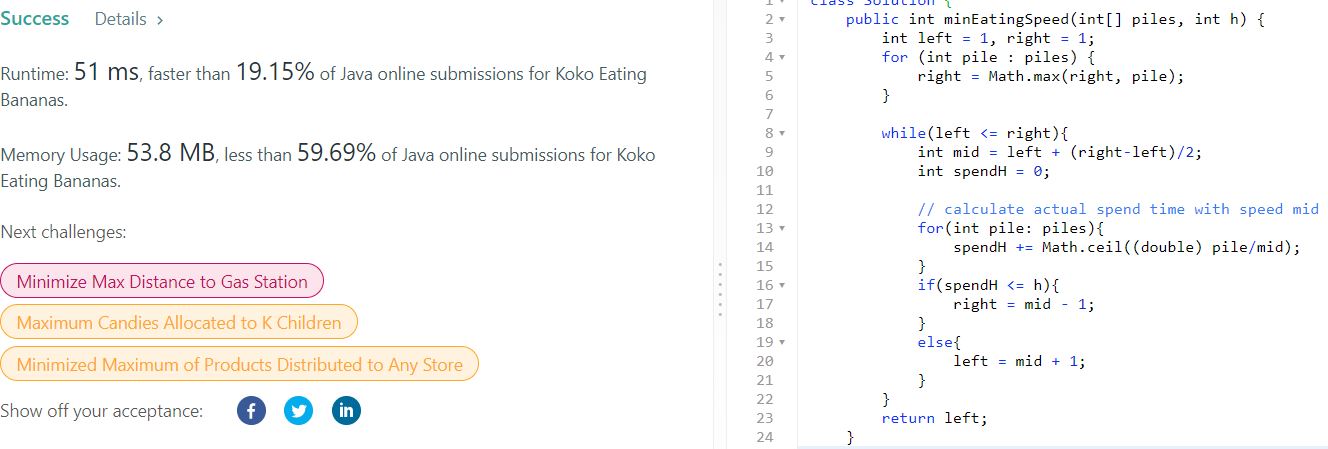 Success Details >
Runtime: 51 ms, faster than 19.15% of Java online submissions for Koko Eating
Bananas.
Memory Usage: 53.8 MB, less than 59.69% of Java online submissions for Koko
Eating Bananas.
Next challenges:
Minimize Max Distance to Gas Station
Maximum Candies Allocated to K Children
Minimized Maximum of Products Distributed to Any Store
Show off your acceptance:
1 class Solution {
2 public int minEatingSpeed(int[] piles, int h) {
3 int left = 1, right = 1;
4 for (int pile : piles) {
5 right = Math.max(right, pile);
6 }
7
8 while(left <= right){
9 int mid = left + (right-left)/2;
10 int spendH = 0;
11
12 // calculate actual spend time with speed mid
13 for(int pile: piles){
14 spendH += Math.ceil((double) pile/mid);
15 }
16 if(spendH <= h){
17 right = mid - 1;
18 }
19 else{
20 left = mid + 1;
21 }
22 }
23 return left;
24 }